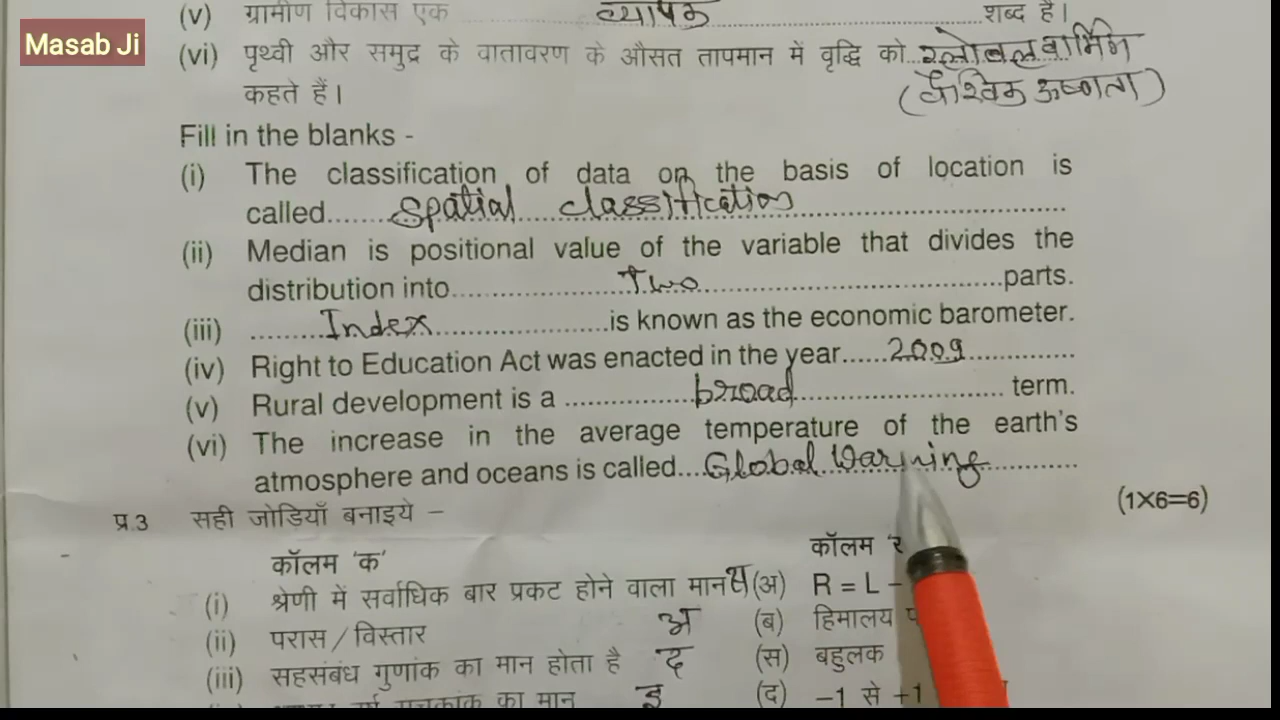 Masab Ji
(v) ग्रामीण विकास एक ......व्यापक...... शब्द है।
(vi) पृथ्वी और समुद्र के वातावरण के औसत तापमान में वृद्धि को ग्लोबल वार्मिंग
कहते हैं। (वैश्विक ऊष्णता)
Fill in the blanks -
(i) The classification of data on the basis of location is
called......Spatial classification......
(ii) Median is positional value of the variable that divides the
distribution into......Two......parts.
(iii) ......Index......is known as the economic barometer.
(iv) Right to Education Act was enacted in the year......2009......
(v) Rural development is a ......broad...... term.
(vi) The increase in the average temperature of the earth's
atmosphere and oceans is called....Global Warming......
(1X6=6)
प्र.3 सही जोड़ियाँ बनाइये –
कॉलम 'क' कॉलम
(i) श्रेणी में सर्वाधिक बार प्रकट होने वाला मान (अ) R = L –
(ii) परास / विस्तार अ (ब) हिमालय
(iii) सहसंबंध गुणांक का मान होता है द (स) बहुलक
का मान इ (द) –1 से +1